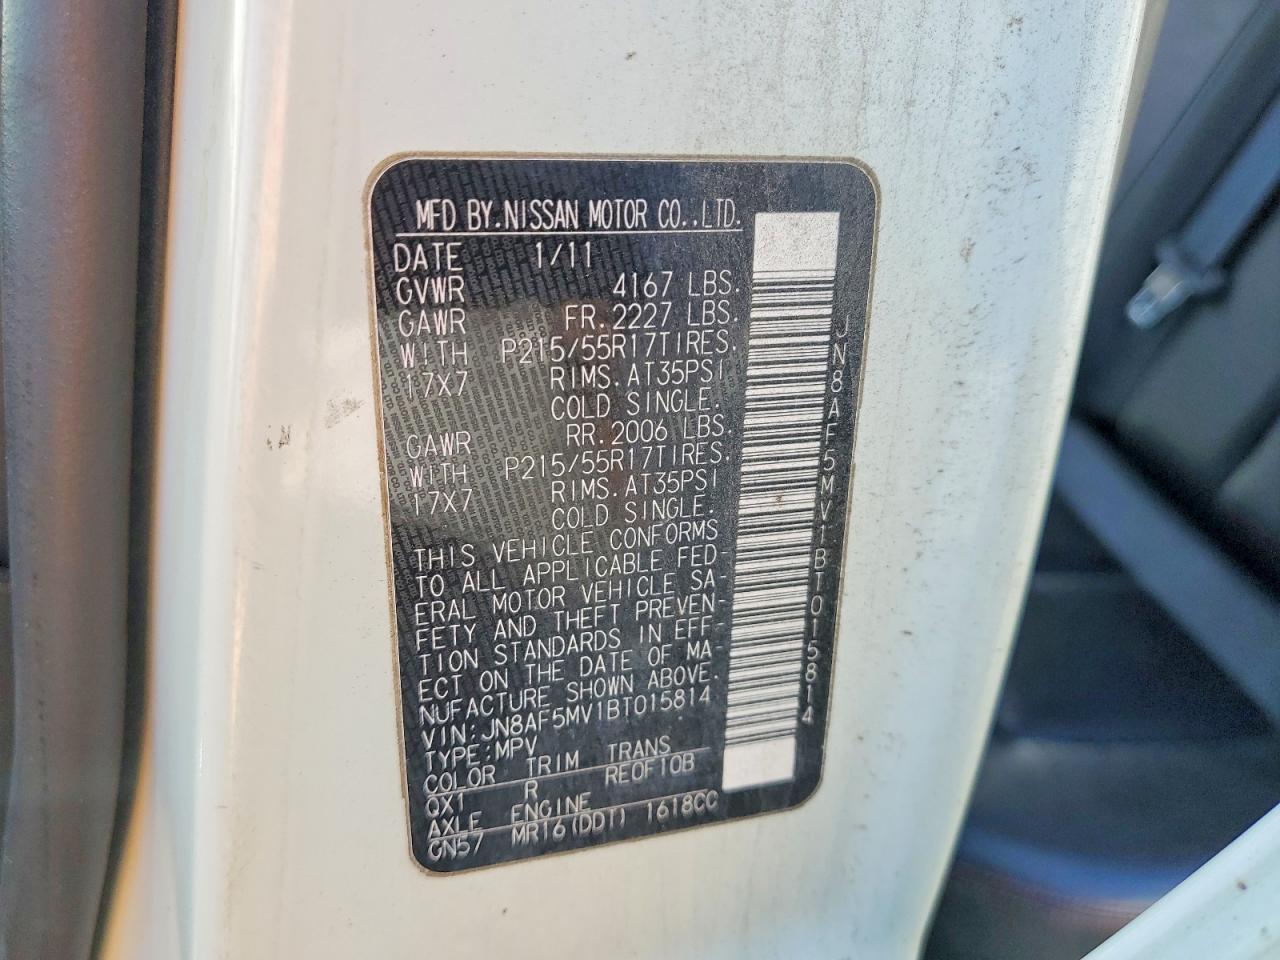 MFD BY.NISSAN MOTOR CO.,LTD.
DATE 1/11
GVWR 4167 LBS.
GAWR FR.2227 LBS.
WITH P215/55R17TIRES.
17X7 RIMS.AT35PSI
COLD SINGLE.
GAWR RR.2006 LBS.
WITH P215/55R17TIRES.
17X7 RIMS.AT35PSI
COLD SINGLE.
THIS VEHICLE CONFORMS
TO ALL APPLICABLE FED-
ERAL MOTOR VEHICLE SA-
FETY AND THEFT PREVEN-
TION STANDARDS IN EFF-
ECT ON THE DATE OF MA-
NUFACTURE SHOWN ABOVE.
VIN:JN8AF5MV1BT015814
TYPE:MPV
COLOR TRIM TRANS
QX1 R RE0F10B
AXLE ENGINE
GN57 MR16(DDT) 1618CC
JN8AF5MV1BT015814